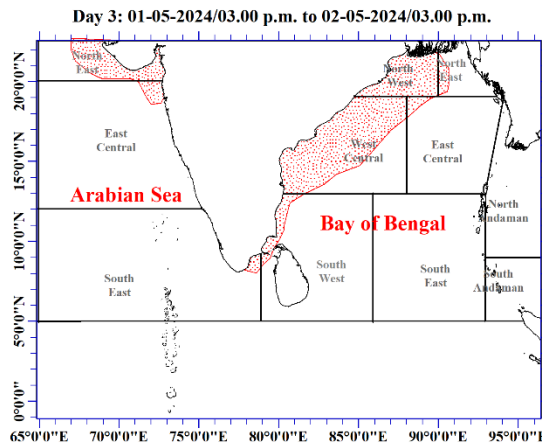 Day 3: 01-05-2024/03.00 p.m. to 02-05-2024/03.00 p.m.
North
East
North
West
North
East
20°0'0"N
East
Central
West
Central
East
Central
15°0'0"N
Arabian Sea
Bay of Bengal
North
Andaman
10°0'0"N
South
East
South
West
South
East
South
Andaman
5°0'0"N
0°0'0"
65°0'0"E 70°0'0"E 75°0'0"E 80°0'0"E 85°0'0"E 90°0'0"E 95°0'0"E